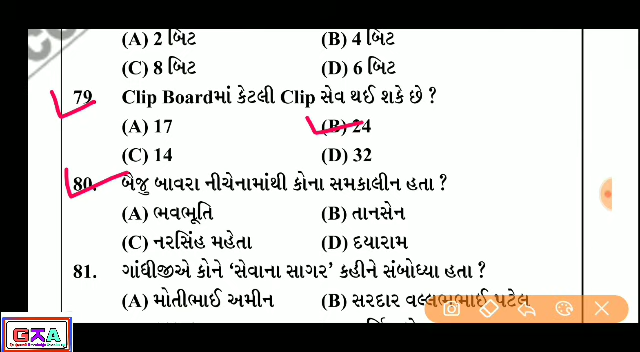 (A) 2 બિટ (B) 4 બિટ
(C) 8 બિટ (D) 6 બિટ
79 Clip Boardમાં કેટલી Clip સેવ થઈ શકે છે ?
(A) 17 (B) 24
(C) 14 (D) 32
80. બૈજુ બાવરા નીચેનામાંથી કોના સમકાલીન હતા ?
(A) ભવભૂતિ (B) તાનસેન
(C) નરસિંહ મહેતા (D) દયારામ
81. ગાંધીજીએ કોને ‘સેવાના સાગર’ કહીને સંબોધ્યા હતા ?
(A) મોતીભાઈ અમીન (B) સરદાર વલ્લભભાઈ પટેલ
GKA